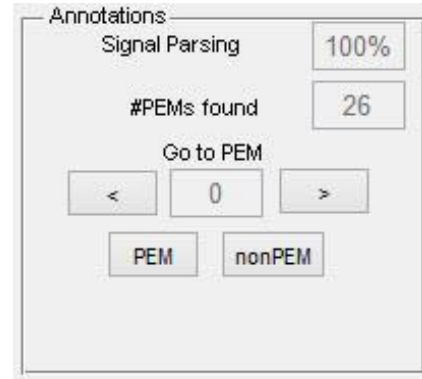 Annotations
Signal Parsing 100%
#PEMs found 26
Go to PEM
< 0 >
PEM nonPEM